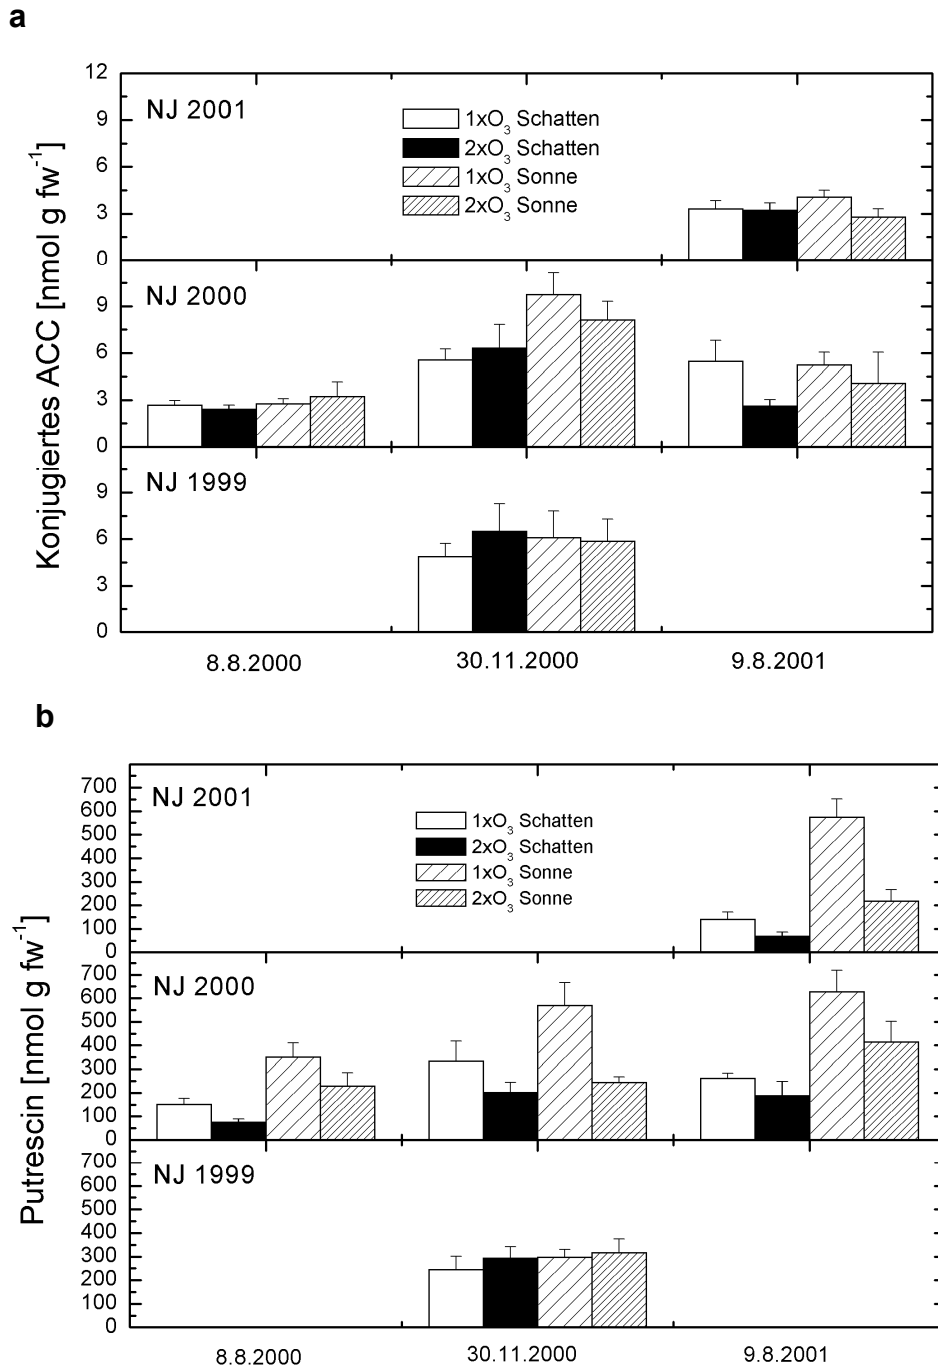 a
Konjugiertes ACC [nmol g fw⁻¹]
12
9
6
3
0
NJ 2001
1xO₃ Schatten
2xO₃ Schatten
1xO₃ Sonne
2xO₃ Sonne
9
6
3
0
NJ 2000
9
6
3
0
NJ 1999
8.8.2000
30.11.2000
9.8.2001
b
Putrescin [nmol g fw⁻¹]
700
600
500
400
300
200
100
0
NJ 2001
1xO₃ Schatten
2xO₃ Schatten
1xO₃ Sonne
2xO₃ Sonne
700
600
500
400
300
200
100
0
NJ 2000
700
600
500
400
300
200
100
0
NJ 1999
8.8.2000
30.11.2000
9.8.2001